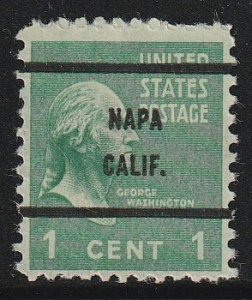 UNITED
STATES
POSTAGE
NAPA
CALIF.
GEORGE
WASHINGTON
1 CENT 1